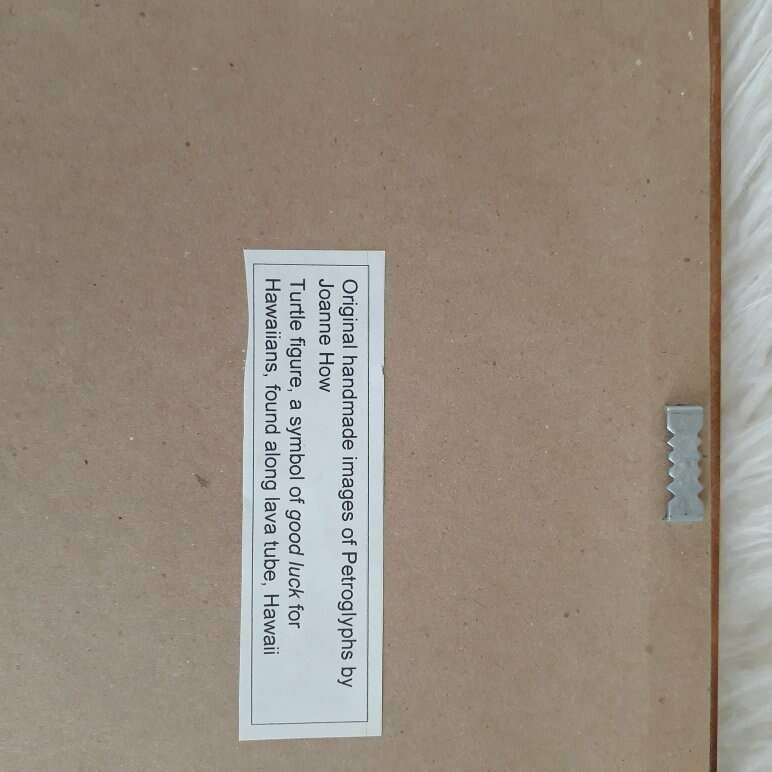 Original handmade images of Petroglyphs by
Joanne How
Turtle figure, a symbol of good luck for
Hawaiians, found along lava tube, Hawaii